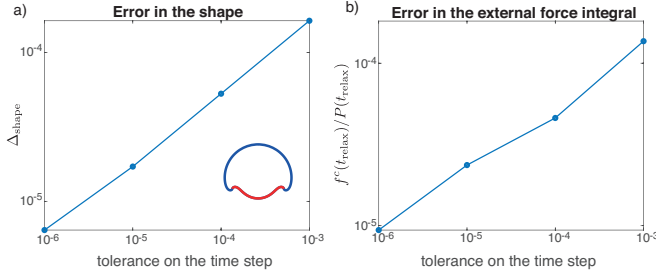 a)
Error in the shape
10-4
10-5
Δshape
10-6
10-5
10-4
10-3
tolerance on the time step
b)
Error in the external force integral
10-4
10-5
f^c(t_relax)/P(t_relax)
10-6
10-5
10-4
10-3
tolerance on the time step